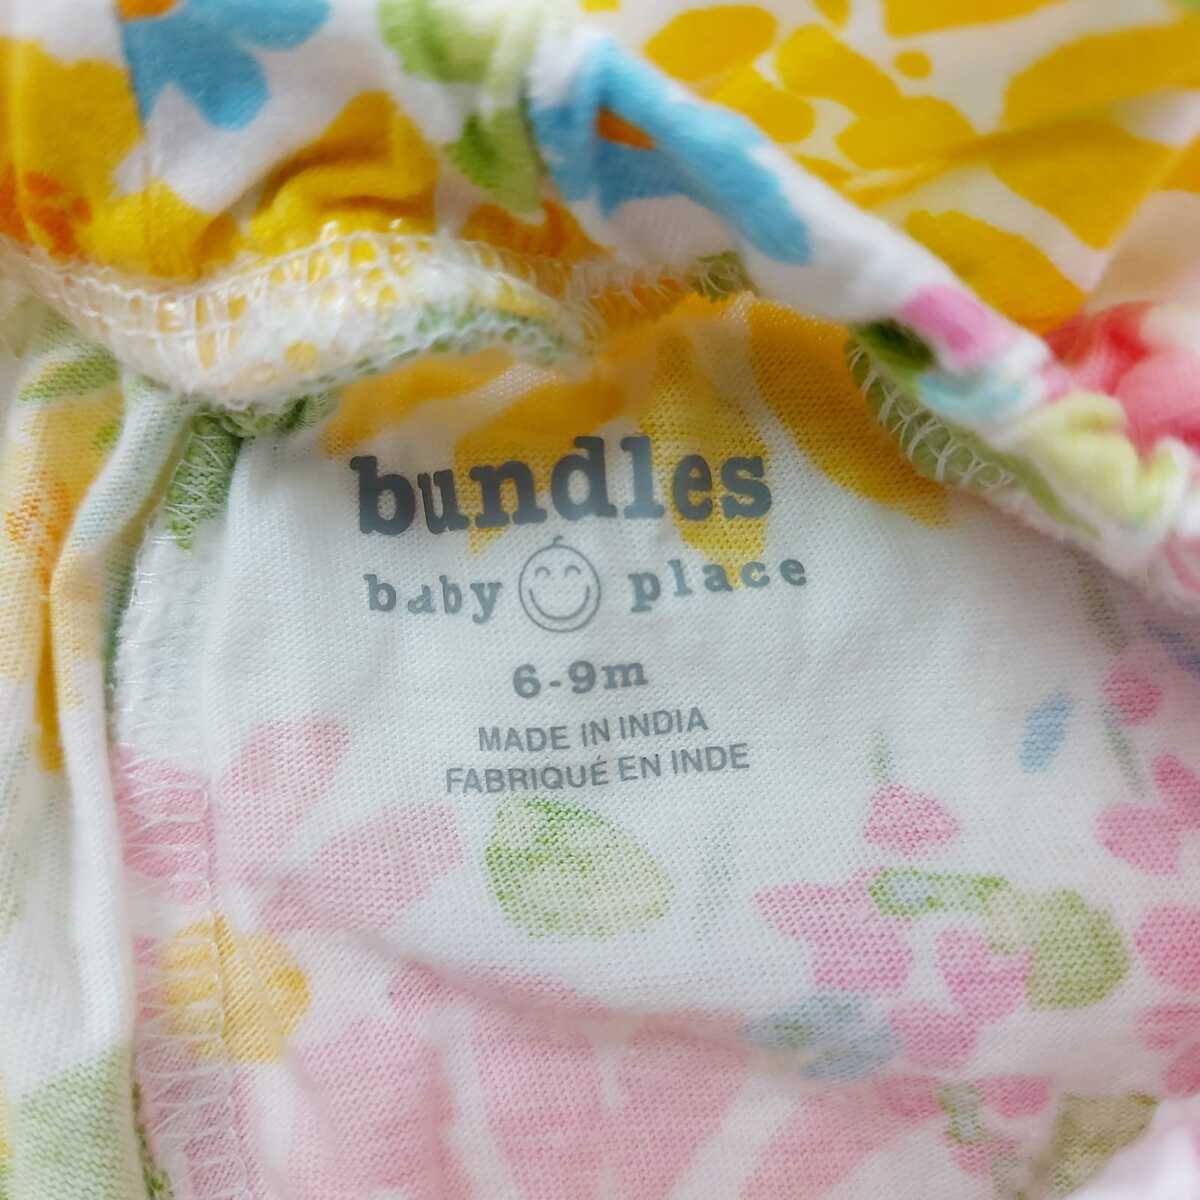 bundles
baby place
6-9m
MADE IN INDIA
FABRIQUÉ EN INDE